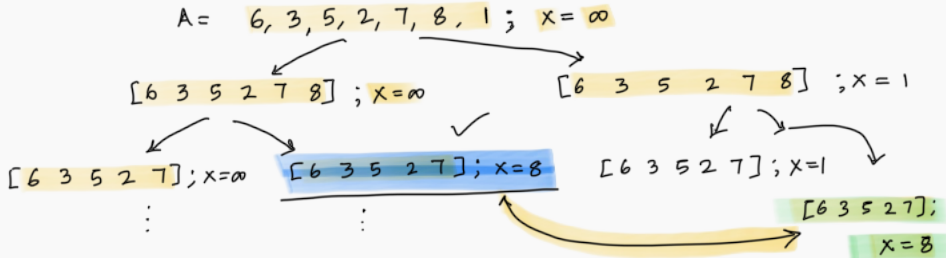 A = 6, 3, 5, 2, 7, 8, 1 ; x = ∞
[6 3 5 2 7 8] ; x = ∞
[6 3 5 2 7 8] ; x = 1
[6 3 5 2 7] ; x = ∞
[6 3 5 2 7] ; x = 8
[6 3 5 2 7] ; x = 1
[6 3 5 2 7] ;
x = 8